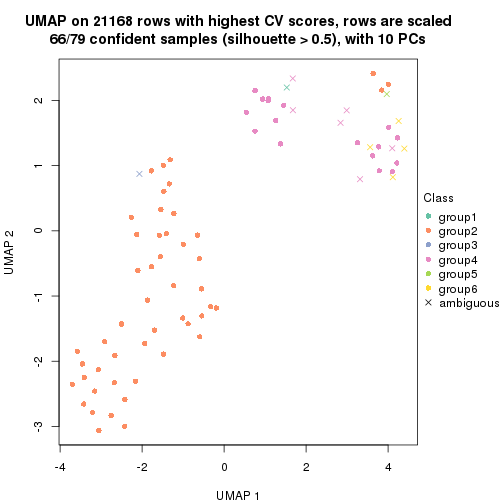 UMAP on 21168 rows with highest CV scores, rows are scaled
66/79 confident samples (silhouette > 0.5), with 10 PCs
UMAP 2
2
1
0
-1
-2
-3
-4
-2
0
2
4
UMAP 1
Class
group1
group2
group3
group4
group5
group6
ambiguous